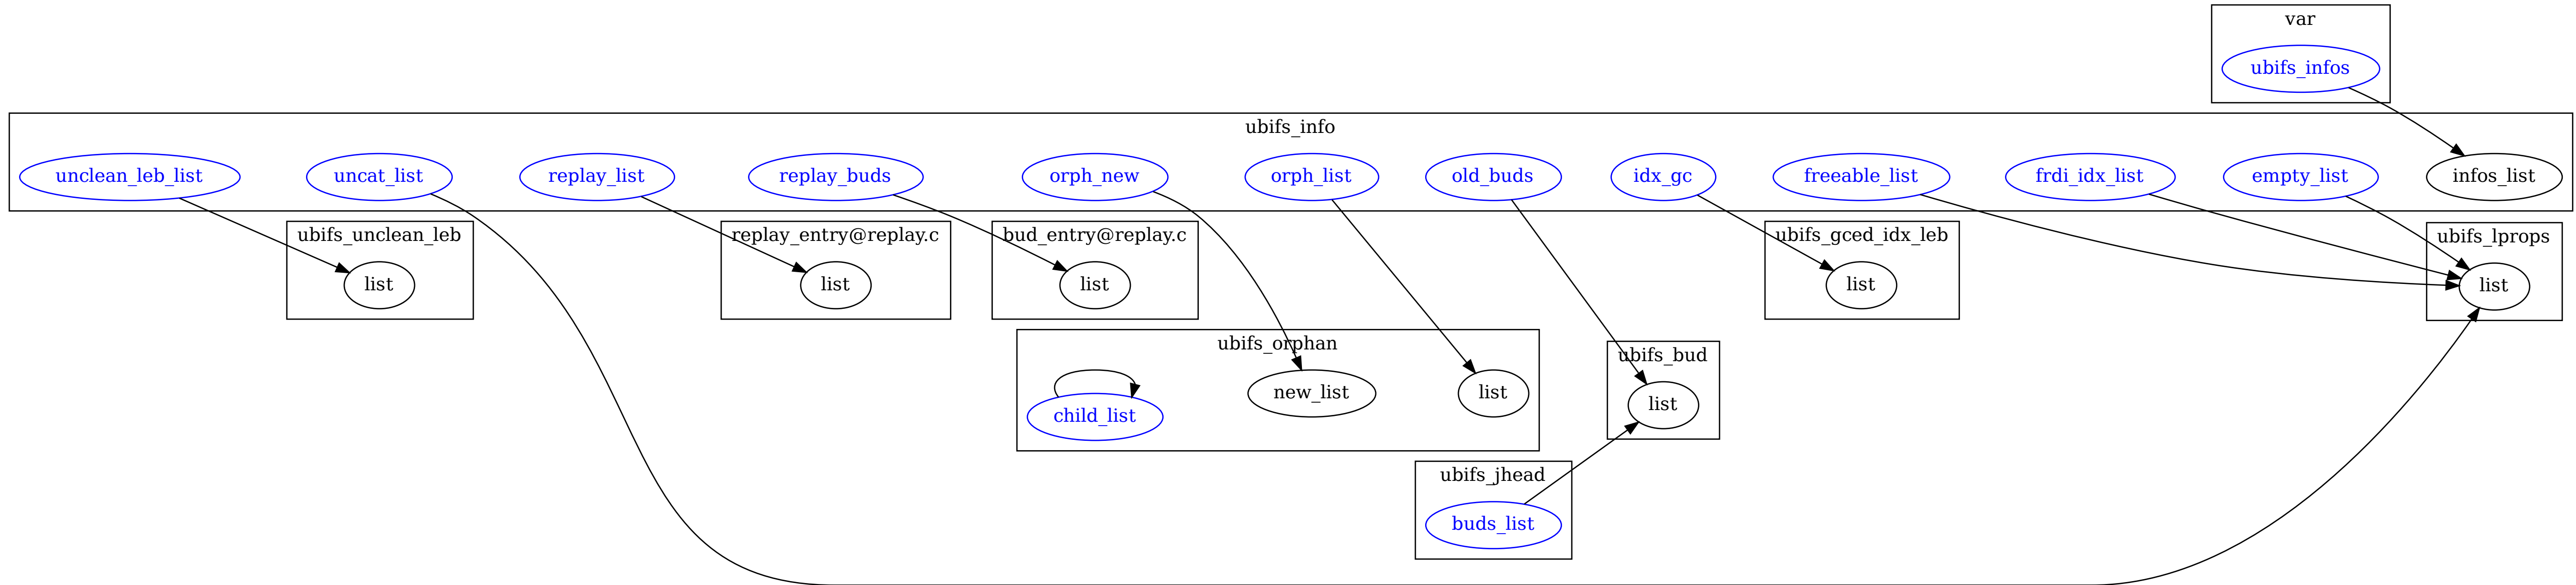 var
ubifs_infos
ubifs_info
unclean_leb_list
uncat_list
replay_list
replay_buds
orph_new
orph_list
old_buds
idx_gc
freeable_list
frdi_idx_list
empty_list
infos_list
ubifs_unclean_leb
list
replay_entry@replay.c
list
bud_entry@replay.c
list
ubifs_gced_idx_leb
list
ubifs_lprops
list
ubifs_orphan
child_list
new_list
list
ubifs_bud
list
ubifs_jhead
buds_list